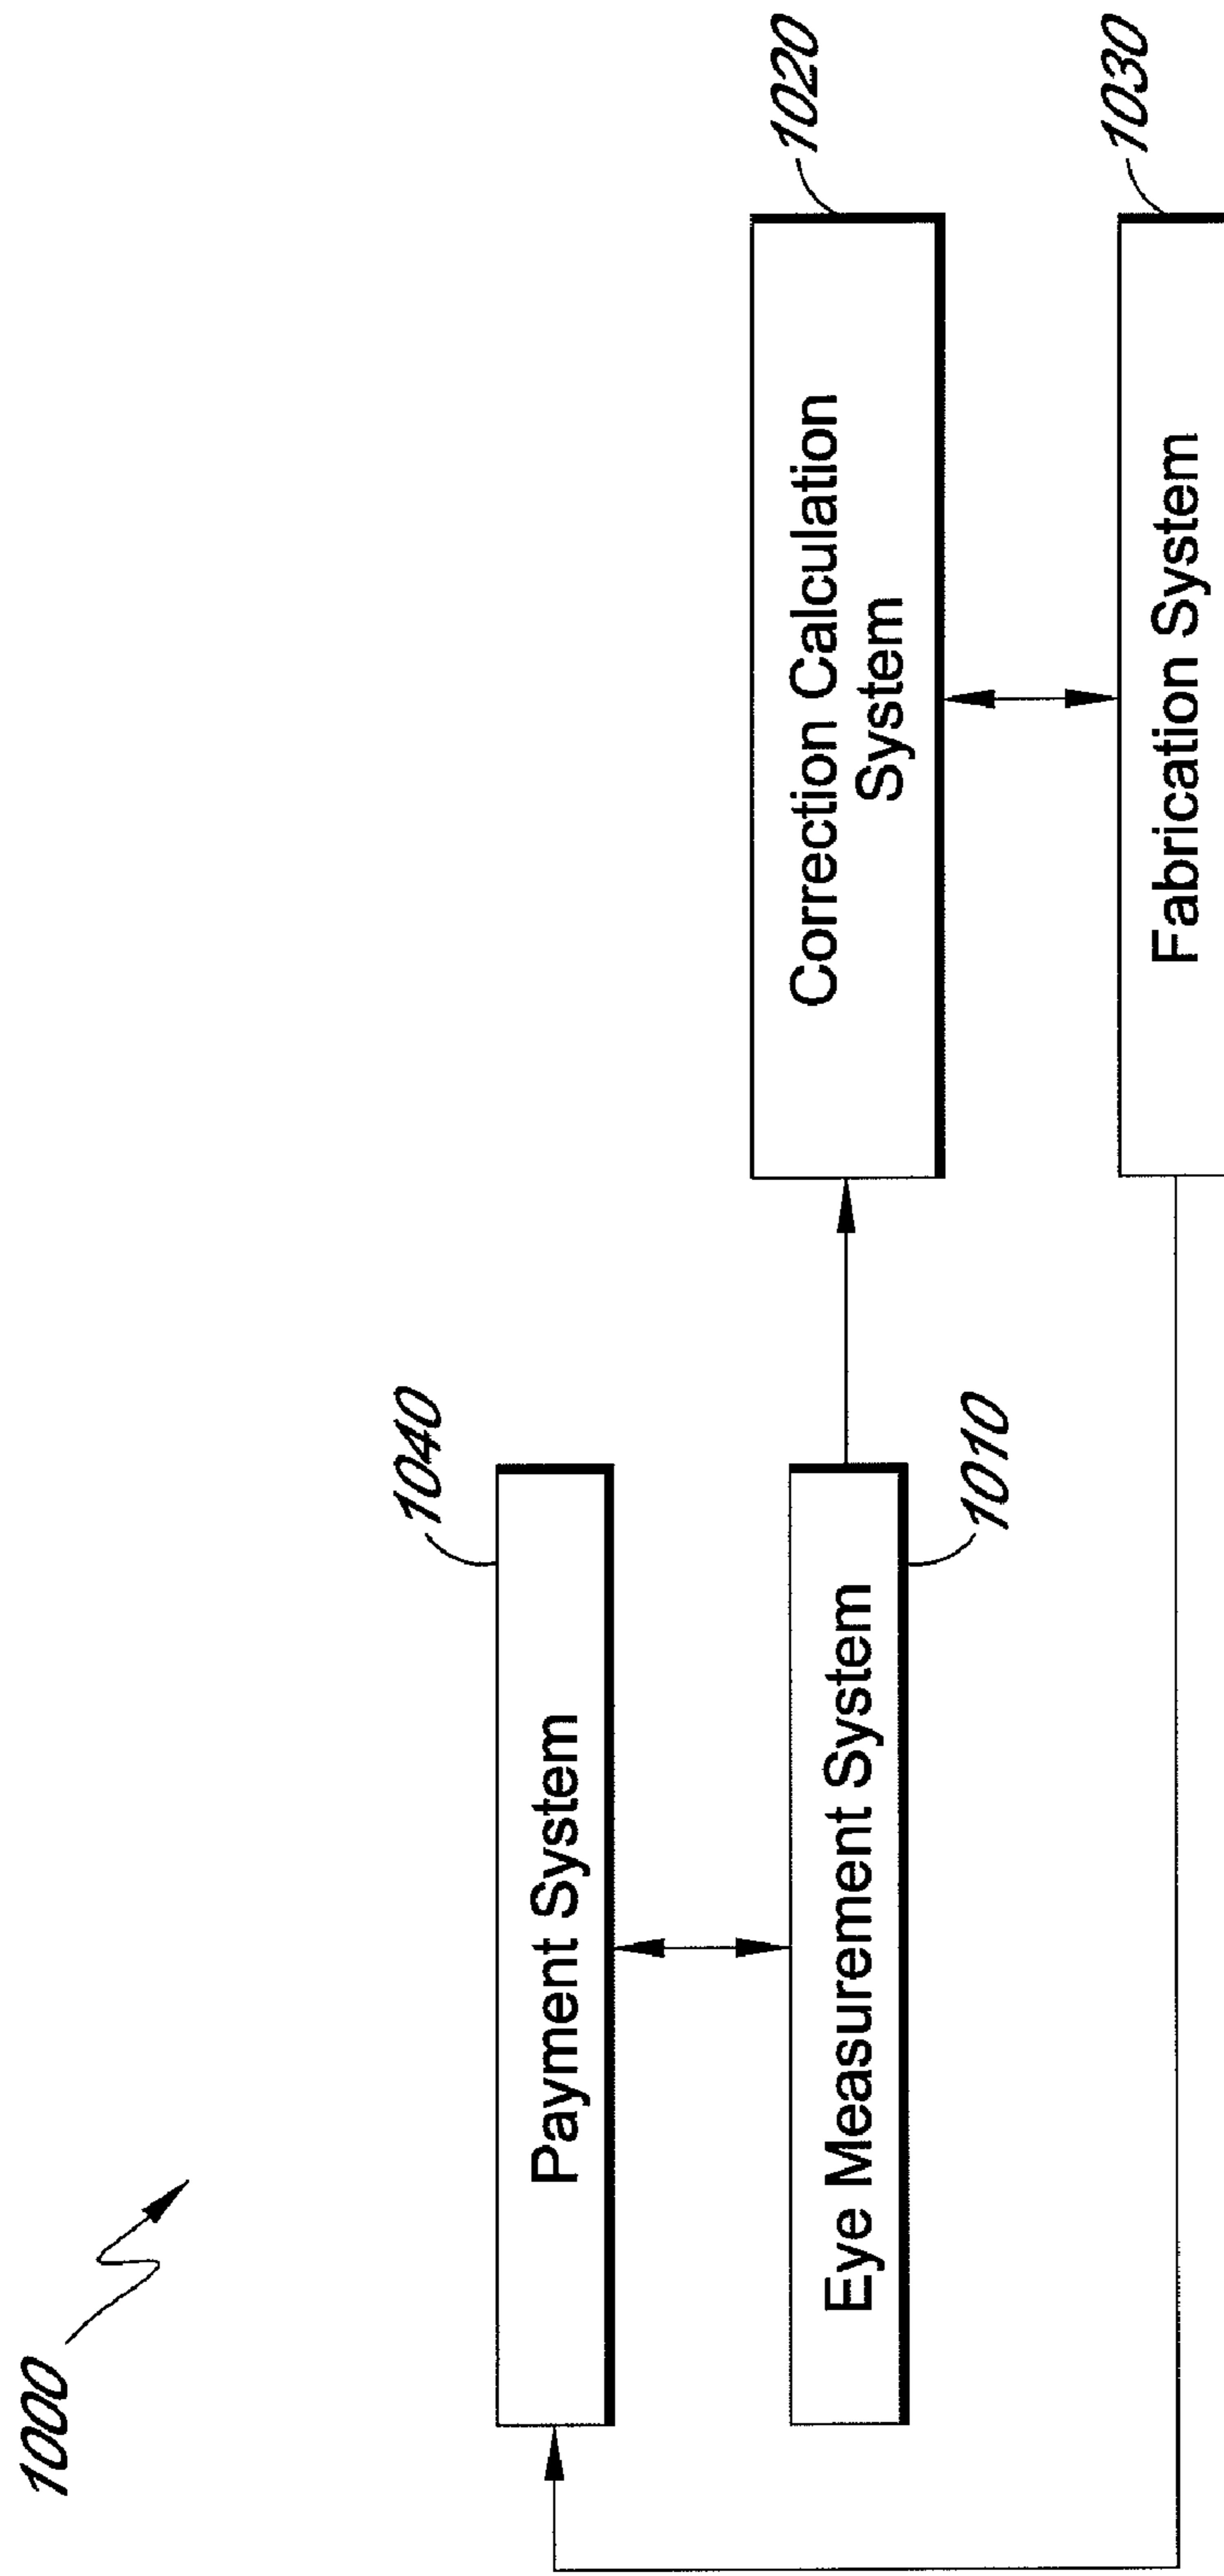 1000
1040
Payment System
Eye Measurement System
1010
1020
Correction Calculation
System
1030
Fabrication System